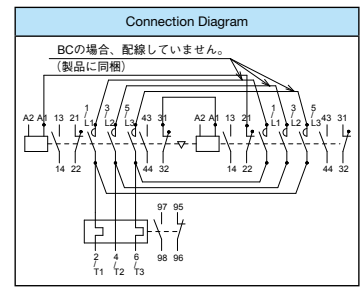 Connection Diagram
BCの場合、配線していません。
(製品に同梱)
A2 A1 13 21 1/L1 3/L2 5/L3 43 31 A2 A1 13 21 1/L1 3/L2 5/L3 43 31
14 22 44 32 14 22 44 32
97 95
98 96
2/T1 4/T2 6/T3